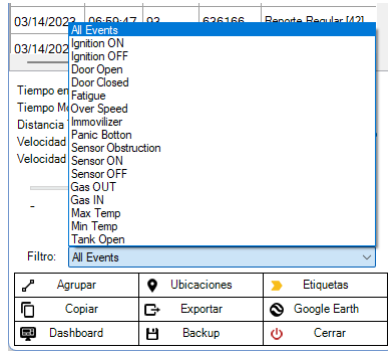 03/14/2023 06:59:47 93 636166 Reporte Regular [42]
03/14/202
All Events
Ignition ON
Ignition OFF
Door Open
Door Closed
Fatigue
Over Speed
Immovilizer
Panic Botton
Sensor Obstruction
Sensor ON
Sensor OFF
Gas OUT
Gas IN
Max Temp
Min Temp
Tank Open
Tiempo en
Tiempo Mo
Distancia
Velocidad
Velocidad
-
Filtro: All Events
Agrupar Ubicaciones Etiquetas
Copiar Exportar Google Earth
Dashboard Backup Cerrar